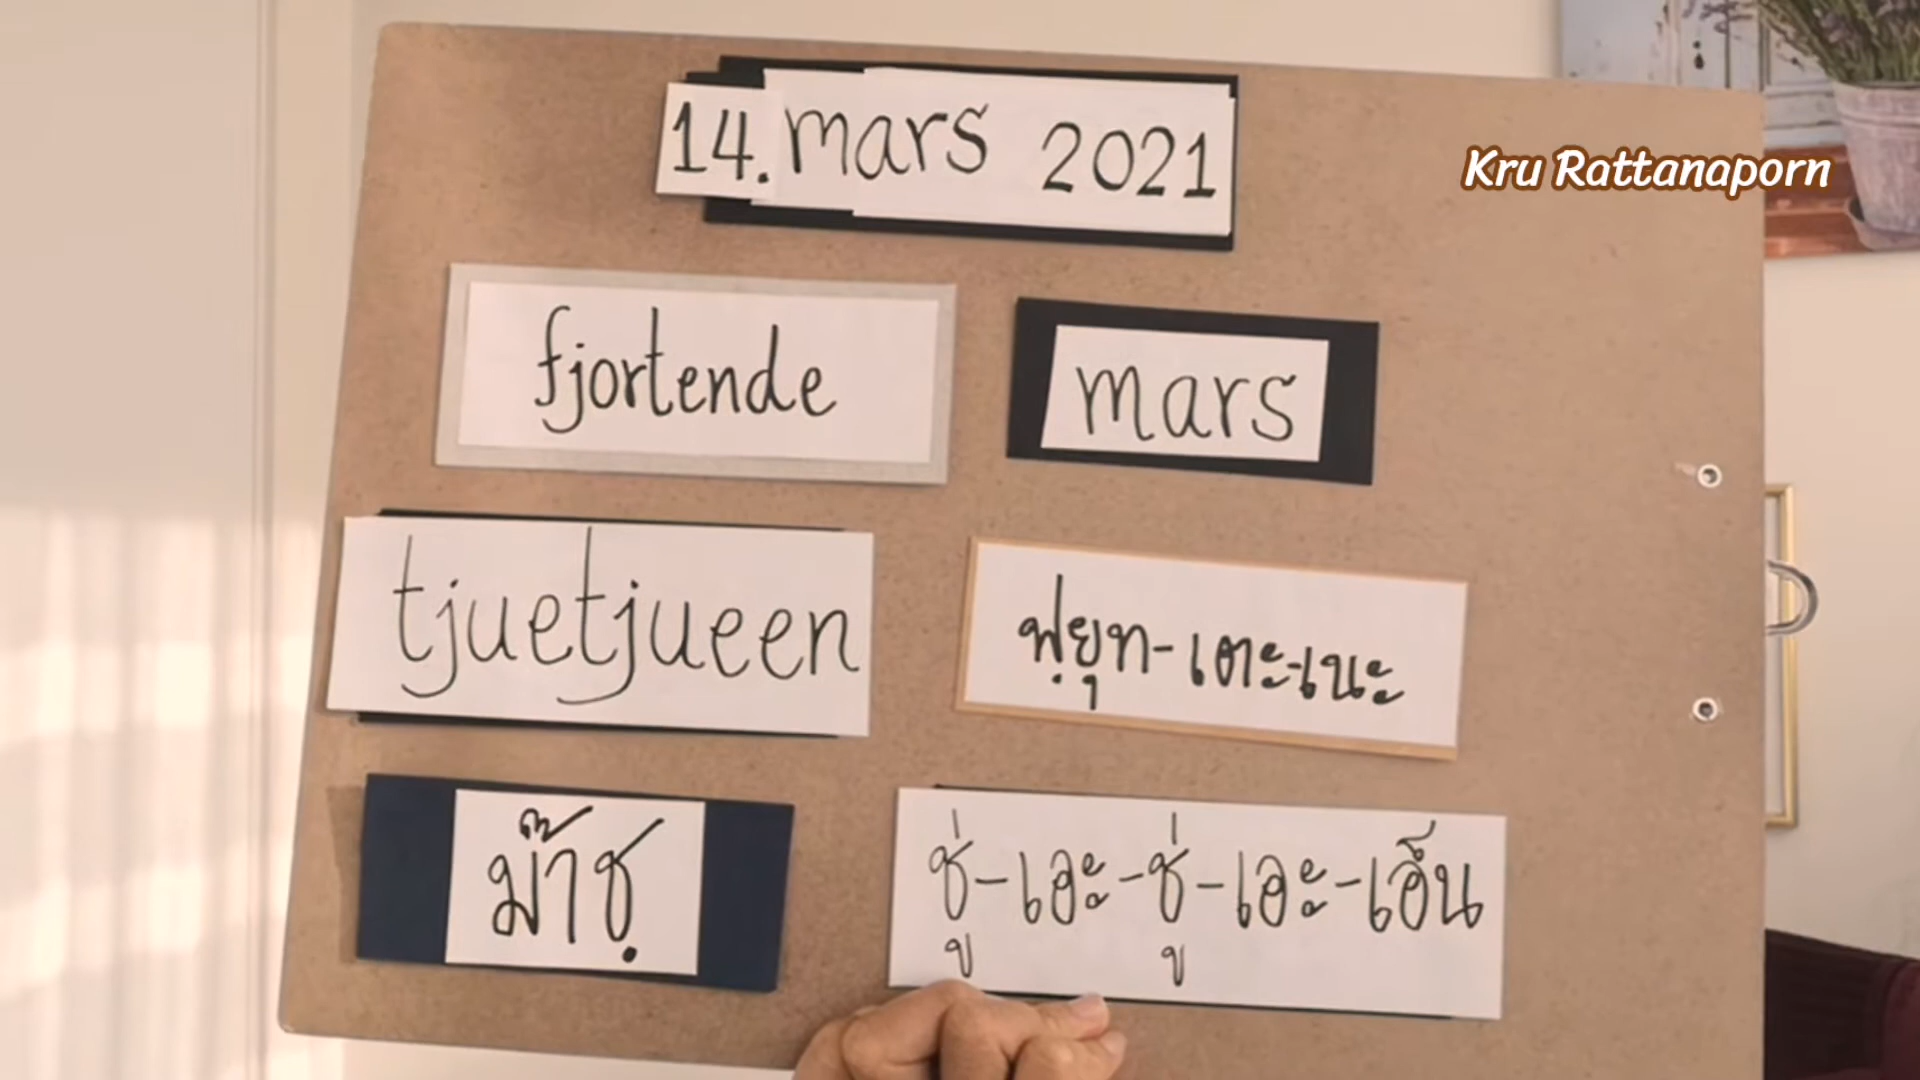 14. mars 2021
Kru Rattanaporn
fjortende
mars
tjuetjueen
ฟฺยุท-เตะ-เนะ
ม๊าชฺ
ชู่-เอะ-ชู่-เอะ-เอ็น